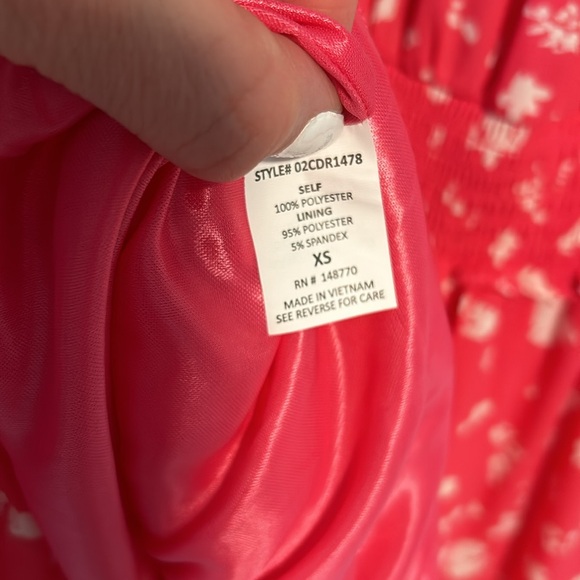 STYLE# 02CDR1478
SELF
100% POLYESTER
LINING
95% POLYESTER
5% SPANDEX
XS
RN # 148770
MADE IN VIETNAM
SEE REVERSE FOR CARE